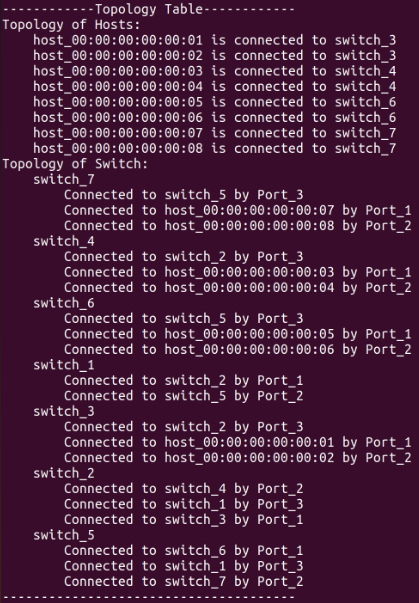 ------------Topology Table------------
Topology of Hosts:
    host_00:00:00:00:00:01 is connected to switch_3
    host_00:00:00:00:00:02 is connected to switch_3
    host_00:00:00:00:00:03 is connected to switch_4
    host_00:00:00:00:00:04 is connected to switch_4
    host_00:00:00:00:00:05 is connected to switch_6
    host_00:00:00:00:00:06 is connected to switch_6
    host_00:00:00:00:00:07 is connected to switch_7
    host_00:00:00:00:00:08 is connected to switch_7
Topology of Switch:
    switch_7
        Connected to switch_5 by Port_3
        Connected to host_00:00:00:00:00:07 by Port_1
        Connected to host_00:00:00:00:00:08 by Port_2
    switch_4
        Connected to switch_2 by Port_3
        Connected to host_00:00:00:00:00:03 by Port_1
        Connected to host_00:00:00:00:00:04 by Port_2
    switch_6
        Connected to switch_5 by Port_3
        Connected to host_00:00:00:00:00:05 by Port_1
        Connected to host_00:00:00:00:00:06 by Port_2
    switch_1
        Connected to switch_2 by Port_1
        Connected to switch_5 by Port_2
    switch_3
        Connected to switch_2 by Port_3
        Connected to host_00:00:00:00:00:01 by Port_1
        Connected to host_00:00:00:00:00:02 by Port_2
    switch_2
        Connected to switch_4 by Port_2
        Connected to switch_1 by Port_3
        Connected to switch_3 by Port_1
    switch_5
        Connected to switch_6 by Port_1
        Connected to switch_1 by Port_3
        Connected to switch_7 by Port_2
--------------------------------------